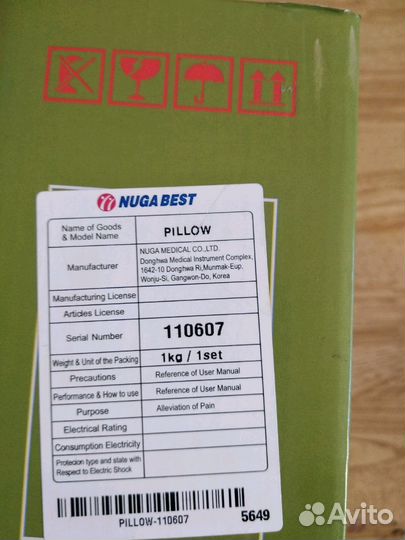 NUGA BEST
Name of Goods
& Model Name
PILLOW
Manufacturer
NUGA MEDICAL CO.,LTD.
Donghwa Medical Instrument Complex,
1642-10 Donghwa Ri,Munmak-Eup,
Wonju-Si, Gangwon-Do, Korea
Manufacturing License
Articles License
Serial Number
110607
Weight & Unit of the Packing
1kg / 1set
Precautions
Reference of User Manual
Performance & How to use
Reference of User Manual
Purpose
Alleviation of Pain
Electrical Rating
Consumption Electricity
Protecion type and state with
Respect to Electric Shock
PILLOW-110607
5649
Avito